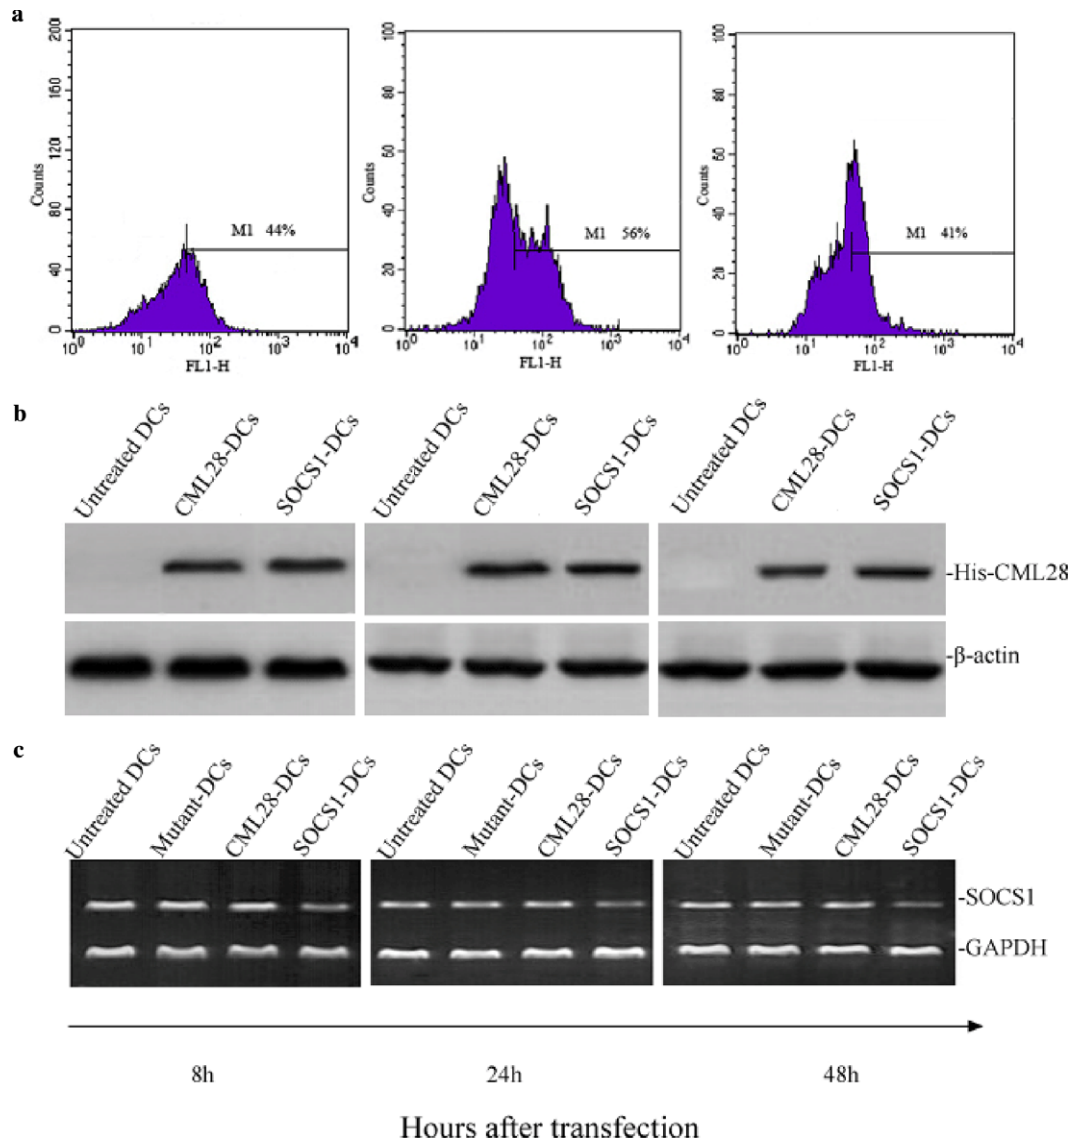 a
200
160
120
80
40
0
Counts
M1 44%
10^0 10^1 10^2 10^3 10^4
FL1-H
100
80
60
40
20
0
Counts
M1 56%
10^0 10^1 10^2 10^3 10^4
FL1-H
100
80
60
40
20
0
Counts
M1 41%
10^0 10^1 10^2 10^3 10^4
FL1-H
b
Untreated DCs
CML28-DCs
SOCS1-DCs
Untreated DCs
CML28-DCs
SOCS1-DCs
Untreated DCs
CML28-DCs
SOCS1-DCs
-His-CML28
-β-actin
c
Untreated DCs
Mutant-DCs
CML28-DCs
SOCS1-DCs
Untreated DCs
Mutant-DCs
CML28-DCs
SOCS1-DCs
Untreated DCs
Mutant-DCs
CML28-DCs
SOCS1-DCs
-SOCS1
-GAPDH
8h 24h 48h
Hours after transfection